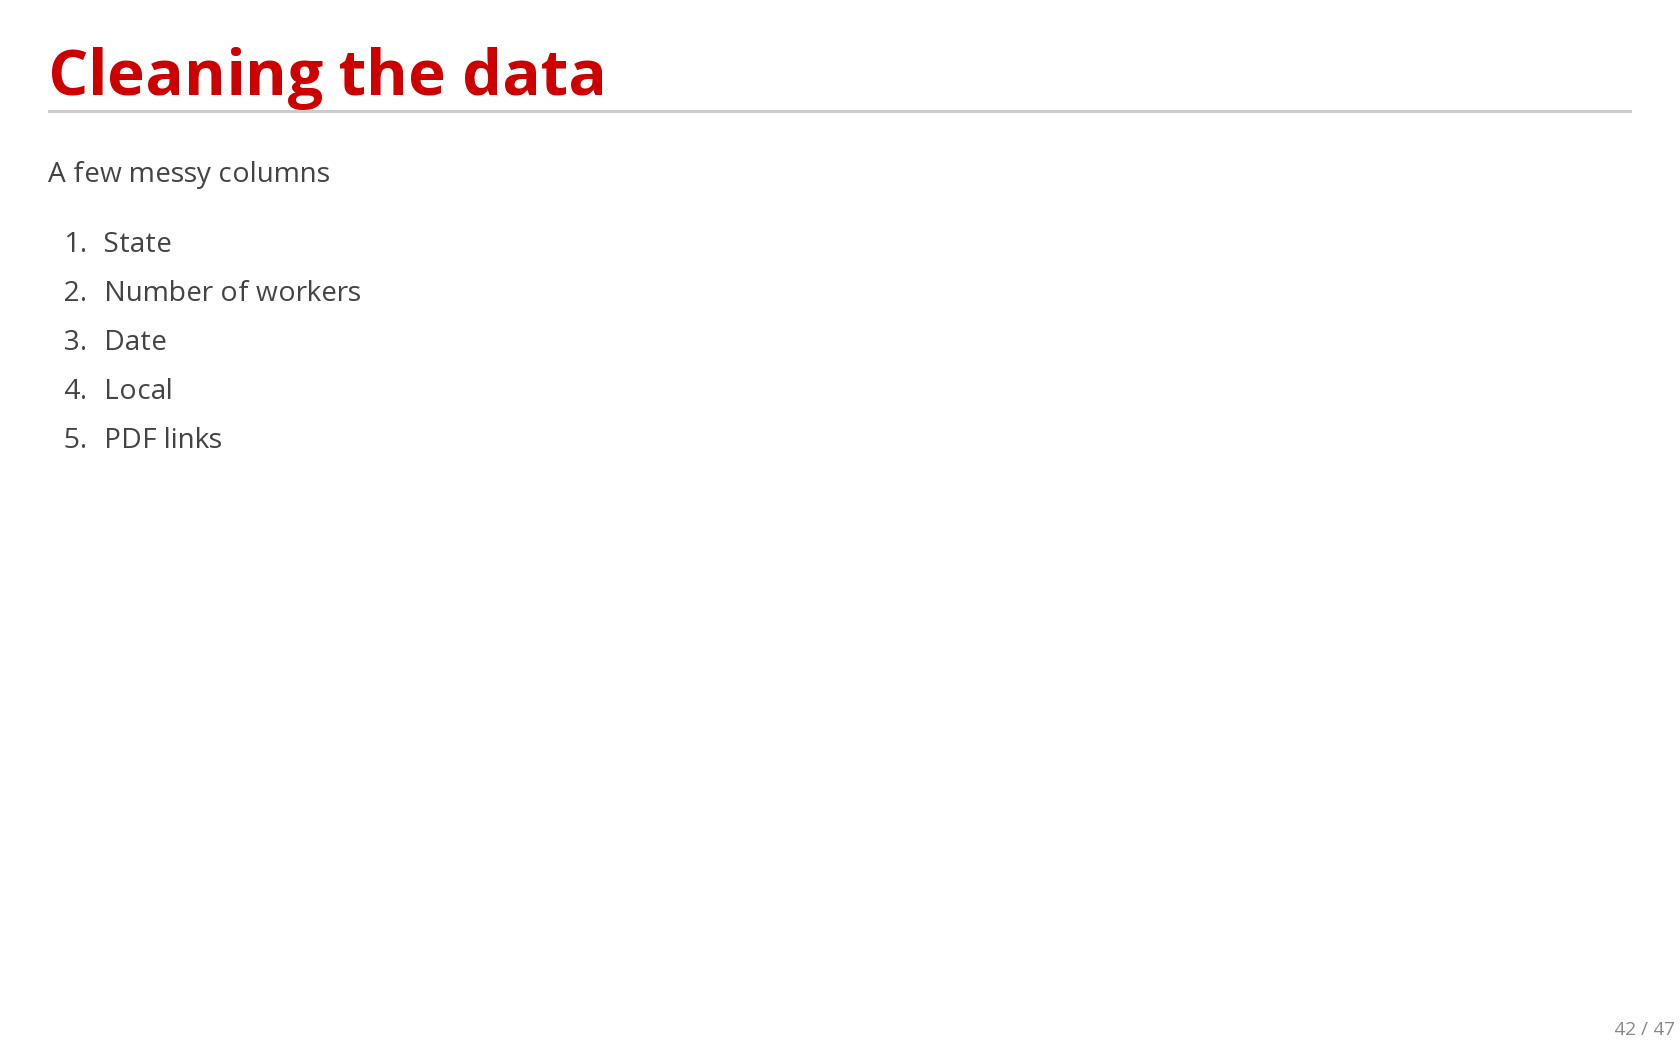 Cleaning the data
A few messy columns
1. State
2. Number of workers
3. Date
4. Local
5. PDF links
42 / 47